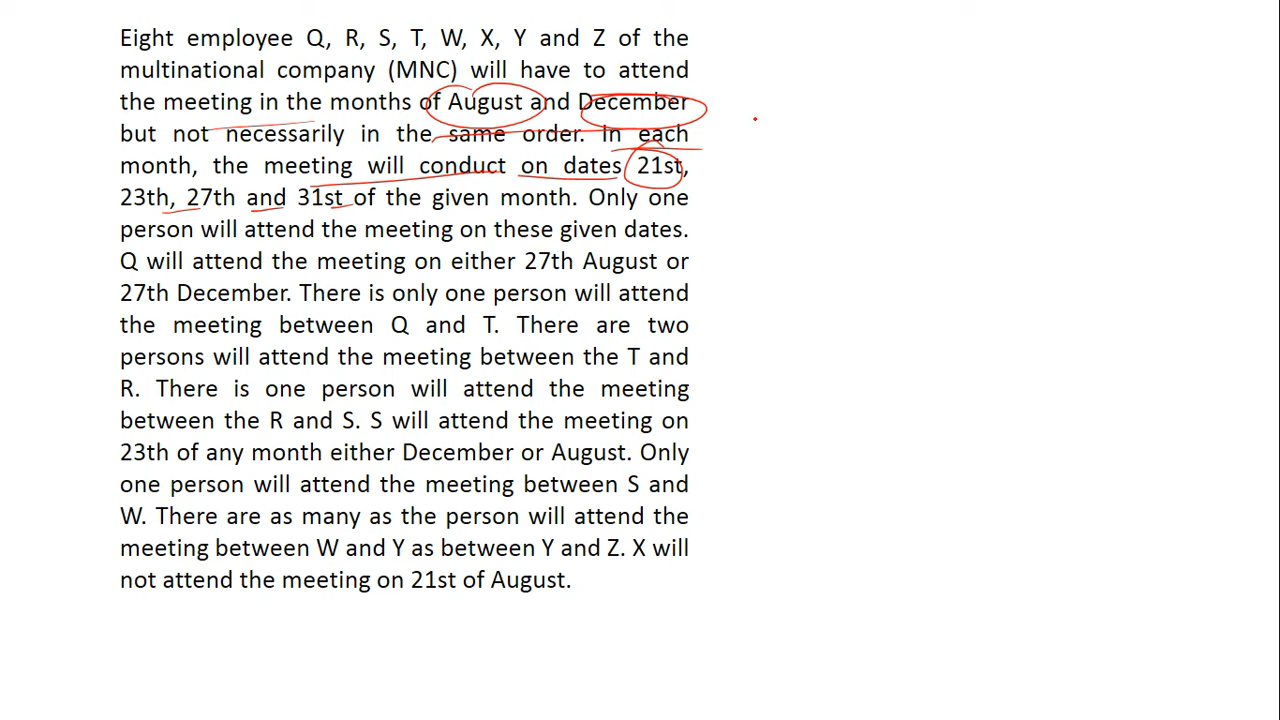 Eight employee Q, R, S, T, W, X, Y and Z of the
multinational company (MNC) will have to attend
the meeting in the months of August and December
but not necessarily in the same order. In each
month, the meeting will conduct on dates 21st,
23th, 27th and 31st of the given month. Only one
person will attend the meeting on these given dates.
Q will attend the meeting on either 27th August or
27th December. There is only one person will attend
the meeting between Q and T. There are two
persons will attend the meeting between the T and
R. There is one person will attend the meeting
between the R and S. S will attend the meeting on
23th of any month either December or August. Only
one person will attend the meeting between S and
W. There are as many as the person will attend the
meeting between W and Y as between Y and Z. X will
not attend the meeting on 21st of August.